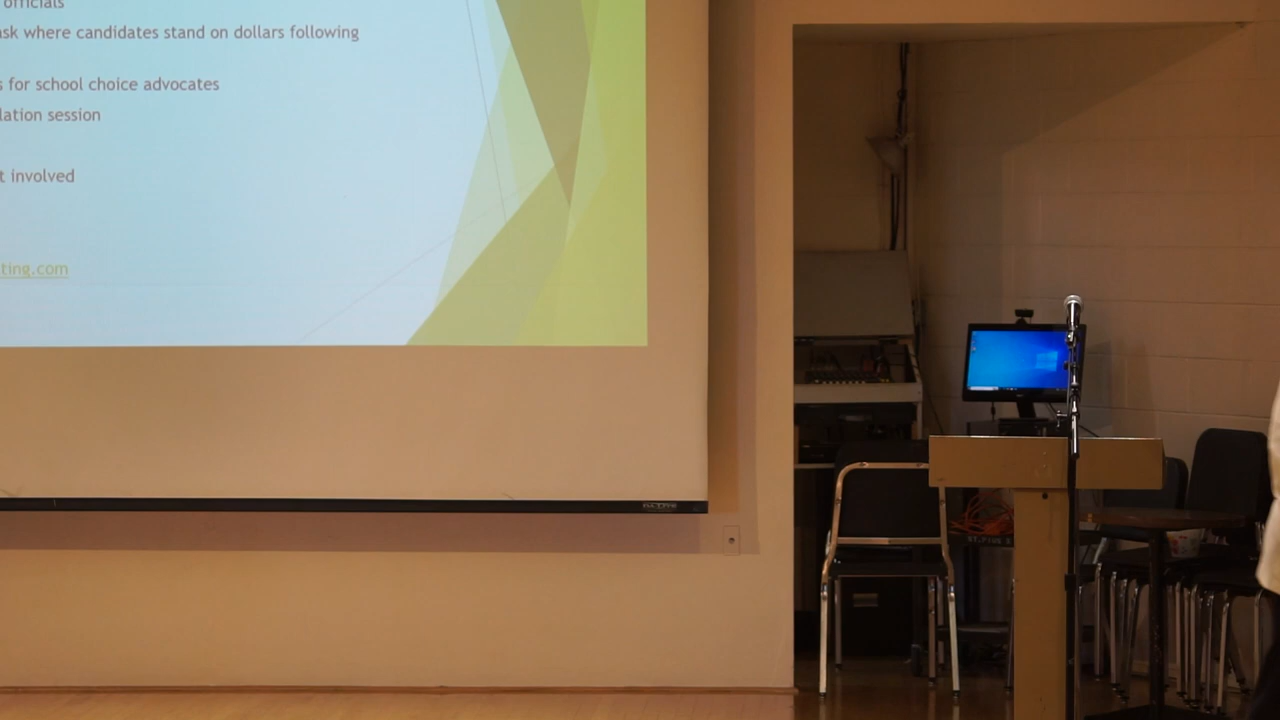 officials
ask where candidates stand on dollars following
s for school choice advocates
lation session
t involved
ting.com